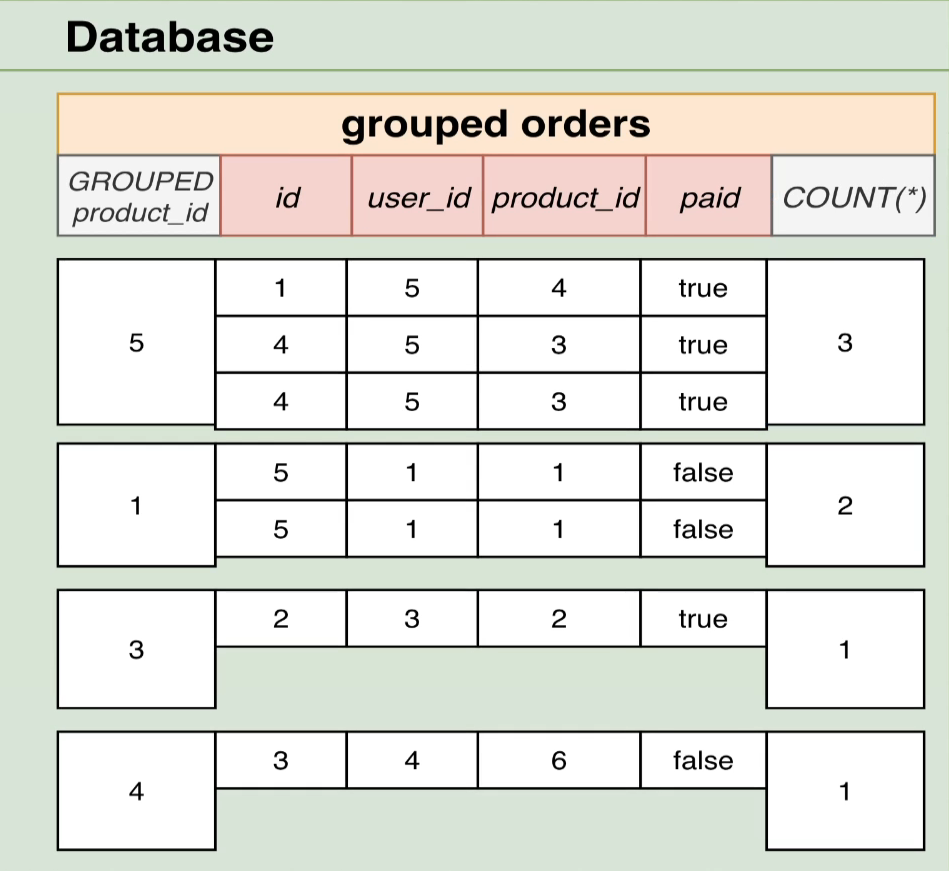 Database
grouped orders
GROUPED product_id id user_id product_id paid COUNT(*)
5 1 5 4 true 3
4 5 3 true
4 5 3 true
1 5 1 1 false 2
5 1 1 false
3 2 3 2 true 1
4 3 4 6 false 1